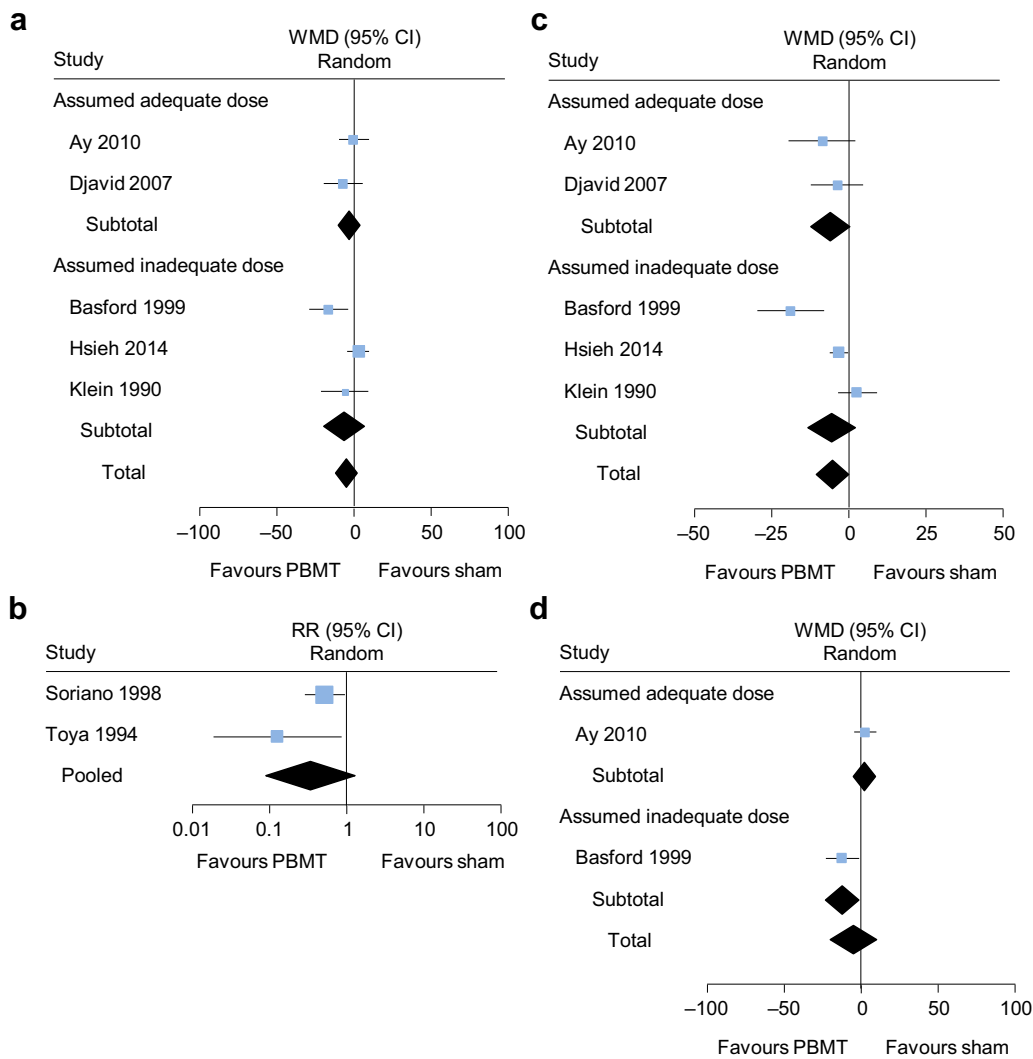 a
WMD (95% CI)
Study Random
Assumed adequate dose
Ay 2010
Djavid 2007
Subtotal
Assumed inadequate dose
Basford 1999
Hsieh 2014
Klein 1990
Subtotal
Total
–100 –50 0 50 100
Favours PBMT Favours sham
b
RR (95% CI)
Study Random
Soriano 1998
Toya 1994
Pooled
0.01 0.1 1 10 100
Favours PBMT Favours sham
c
WMD (95% CI)
Study Random
Assumed adequate dose
Ay 2010
Djavid 2007
Subtotal
Assumed inadequate dose
Basford 1999
Hsieh 2014
Klein 1990
Subtotal
Total
–50 –25 0 25 50
Favours PBMT Favours sham
d
WMD (95% CI)
Study Random
Assumed adequate dose
Ay 2010
Subtotal
Assumed inadequate dose
Basford 1999
Subtotal
Total
–100 –50 0 50 100
Favours PBMT Favours sham